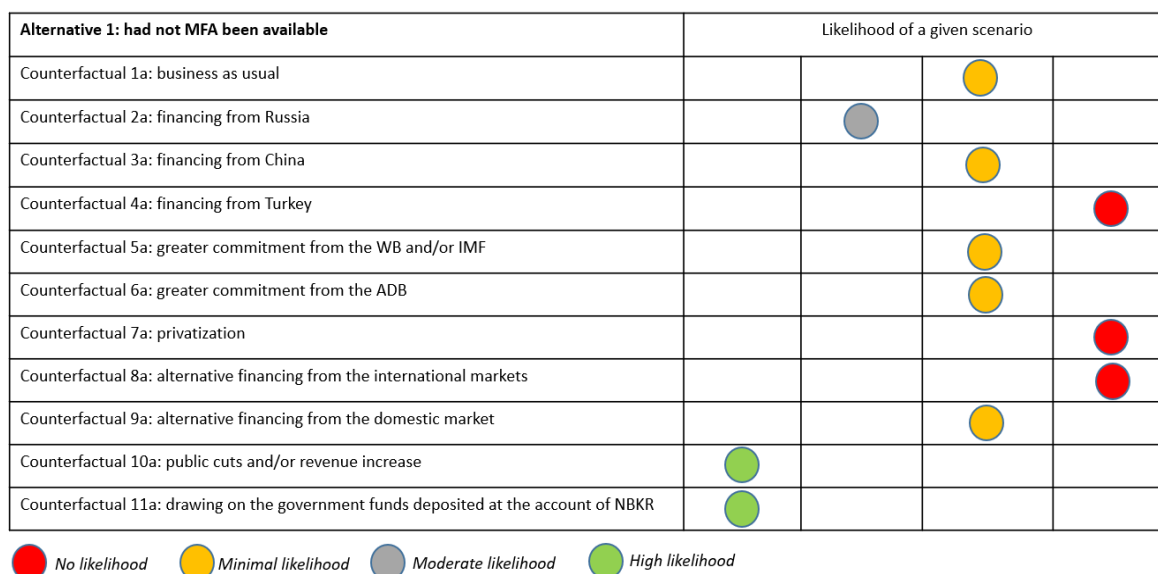 Alternative 1: had not MFA been available
Likelihood of a given scenario
Counterfactual 1a: business as usual
Counterfactual 2a: financing from Russia
Counterfactual 3a: financing from China
Counterfactual 4a: financing from Turkey
Counterfactual 5a: greater commitment from the WB and/or IMF
Counterfactual 6a: greater commitment from the ADB
Counterfactual 7a: privatization
Counterfactual 8a: alternative financing from the international markets
Counterfactual 9a: alternative financing from the domestic market
Counterfactual 10a: public cuts and/or revenue increase
Counterfactual 11a: drawing on the government funds deposited at the account of NBKR
No likelihood
Minimal likelihood
Moderate likelihood
High likelihood